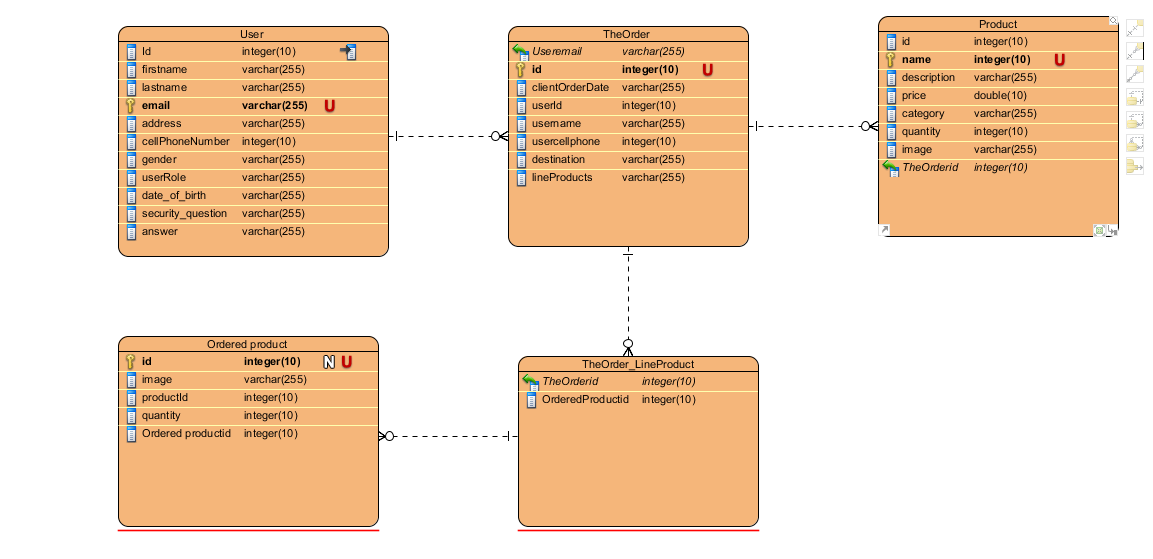 User
Id integer(10)
firstname varchar(255)
lastname varchar(255)
email varchar(255) U
address varchar(255)
cellPhoneNumber integer(10)
gender varchar(255)
userRole varchar(255)
date_of_birth varchar(255)
security_question varchar(255)
answer varchar(255)
TheOrder
Useremail varchar(255)
id integer(10) U
clientOrderDate varchar(255)
userId integer(10)
username varchar(255)
usercellphone integer(10)
destination varchar(255)
lineProducts varchar(255)
Product
id integer(10)
name integer(10) U
description varchar(255)
price double(10)
category varchar(255)
quantity integer(10)
image varchar(255)
TheOrderid integer(10)
Ordered product
id integer(10) N U
image varchar(255)
productId integer(10)
quantity integer(10)
Ordered productid integer(10)
TheOrder_LineProduct
TheOrderid integer(10)
OrderedProductid integer(10)